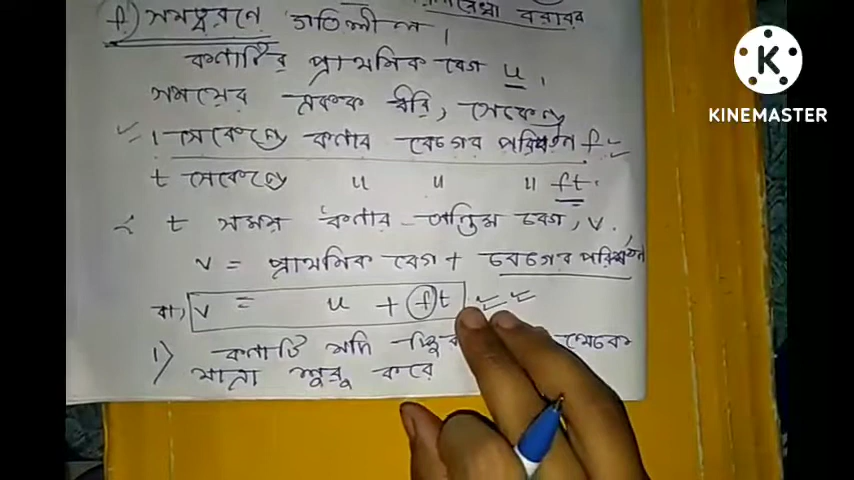 বরাবর
f) সমত্বরণে গতিশীল ।
কণাটির প্রাথমিক বেগ u,
সময়ের একক ধরি, সেকেন্ড
∴ 1 সেকেন্ডে কণার বেগের পরিবর্তন f
t সেকেন্ডে " " " ft.
∴ t সময় কণার অন্তিম বেগ, v.
v = প্রাথমিক বেগ + বেগের পরিবর্তন
বা, v = u + ft
1) কণাটি যদি থেকে
যাত্রা শুরু করে
K
KINEMASTER